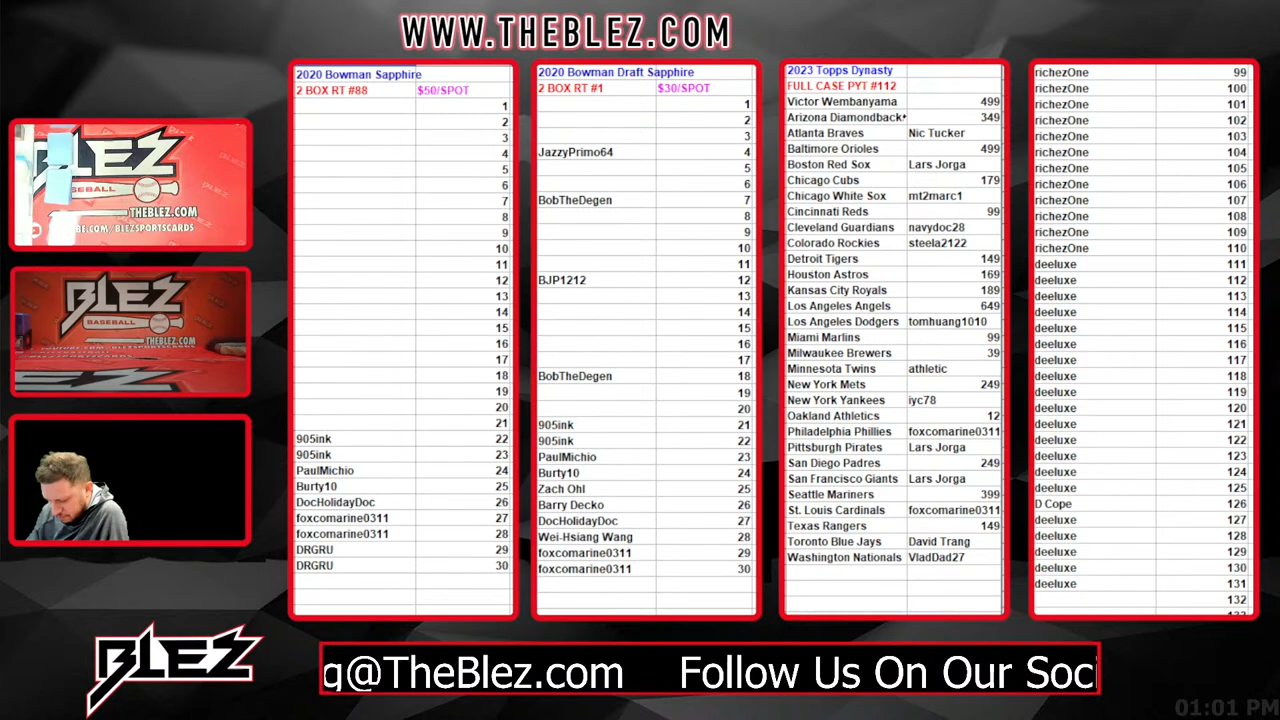 WWW.THEBLEZ.COM
BLEZ
BASEBALL
THEBLEZ.COM
BLEZ
BASEBALL
THEBLEZ.COM
2020 Bowman Sapphire
2 BOX RT #88 $50/SPOT
1
2
3
4
5
6
7
8
9
10
11
12
13
14
15
16
17
18
19
20
21
905ink 22
905ink 23
PaulMichio 24
Burty10 25
DocHolidayDoc 26
foxcomarine0311 27
foxcomarine0311 28
DRGRU 29
DRGRU 30
2020 Bowman Draft Sapphire
2 BOX RT #1 $30/SPOT
1
2
3
JazzyPrimo64 4
5
6
BobTheDegen 7
8
9
10
11
BJP1212 12
13
14
15
16
17
BobTheDegen 18
19
20
905ink 21
905ink 22
PaulMichio 23
Burty10 24
Zach Ohl 25
Barry Decko 26
DocHolidayDoc 27
Wei-Hsiang Wang 28
foxcomarine0311 29
foxcomarine0311 30
2023 Topps Dynasty
FULL CASE PYT #112
Victor Wembanyama 499
Arizona Diamondback 349
Atlanta Braves Nic Tucker
Baltimore Orioles 499
Boston Red Sox Lars Jorga
Chicago Cubs 179
Chicago White Sox mt2marc1
Cincinnati Reds 99
Cleveland Guardians navydoc28
Colorado Rockies steela2122
Detroit Tigers 149
Houston Astros 169
Kansas City Royals 189
Los Angeles Angels 649
Los Angeles Dodgers tomhuang1010
Miami Marlins 99
Milwaukee Brewers 39
Minnesota Twins athletic
New York Mets 249
New York Yankees iyc78
Oakland Athletics 12
Philadelphia Phillies foxcomarine0311
Pittsburgh Pirates Lars Jorga
San Diego Padres 249
San Francisco Giants Lars Jorga
Seattle Mariners 399
St. Louis Cardinals foxcomarine0311
Texas Rangers 149
Toronto Blue Jays David Trang
Washington Nationals VladDad27
richezOne 99
richezOne 100
richezOne 101
richezOne 102
richezOne 103
richezOne 104
richezOne 105
richezOne 106
richezOne 107
richezOne 108
richezOne 109
richezOne 110
deeluxe 111
deeluxe 112
deeluxe 113
deeluxe 114
deeluxe 115
deeluxe 116
deeluxe 117
deeluxe 118
deeluxe 119
deeluxe 120
deeluxe 121
deeluxe 122
deeluxe 123
deeluxe 124
deeluxe 125
D Cope 126
deeluxe 127
deeluxe 128
deeluxe 129
deeluxe 130
deeluxe 131
132
BLEZ
q@TheBlez.com Follow Us On Our Soci
01:01 PM